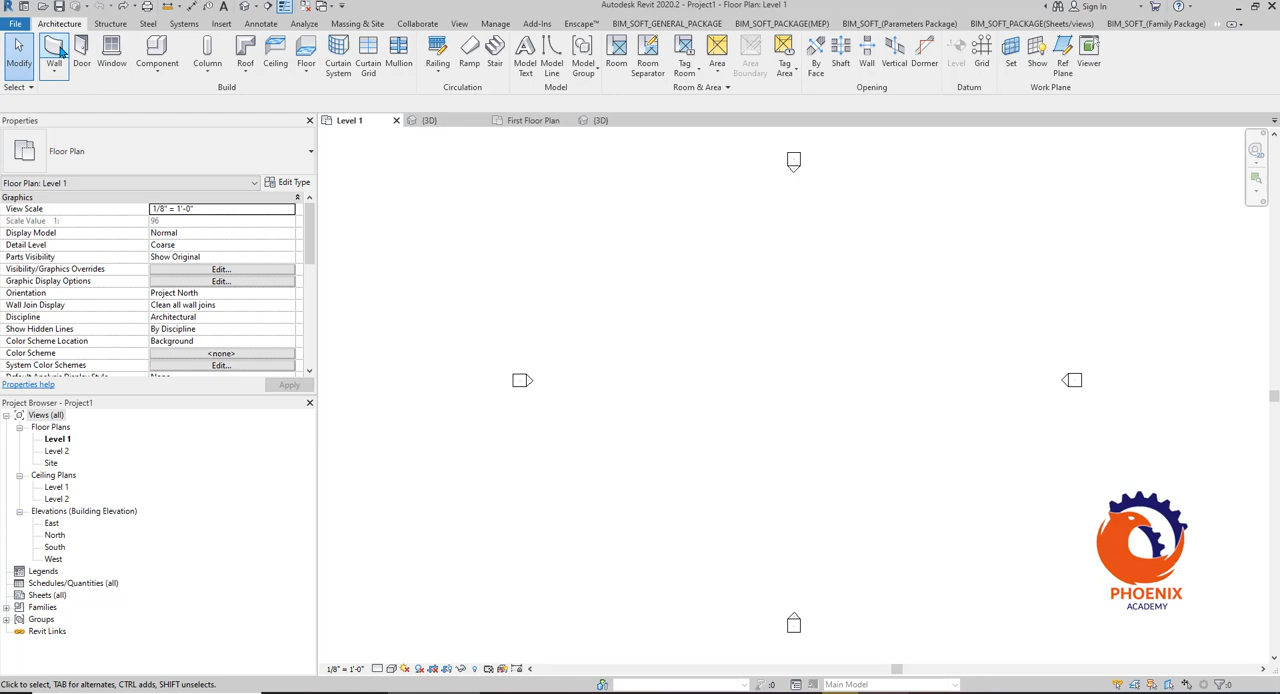 Autodesk Revit 2020.2 - Project1 - Floor Plan: Level 1
Sign In
File Architecture Structure Steel Systems Insert Annotate Analyze Massing & Site Collaborate View Manage Add-Ins Enscape™ BIM_SOFT_GENERAL_PACKAGE BIM_SOFT_PACKAGE(MEP) BIM_SOFT_(Parameters Package) BIM_SOFT_PACKAGE(Sheets/views) BIM_SOFT_(Family Package)
Modify Wall Door Window Component Column Roof Ceiling Floor Curtain System Curtain Grid Mullion Railing Ramp Stair Model Text Model Line Model Group Room Room Separator Tag Room Area Area Boundary Tag Area By Face Shaft Wall Vertical Dormer Level Grid Set Show Ref Plane Viewer
Select Build Circulation Model Room & Area Opening Datum Work Plane
Properties
Level 1 {3D} First Floor Plan {3D}
Floor Plan
Floor Plan: Level 1 Edit Type
Graphics
View Scale 1/8" = 1'-0"
Scale Value 1: 96
Display Model Normal
Detail Level Coarse
Parts Visibility Show Original
Visibility/Graphics Overrides Edit...
Graphic Display Options Edit...
Orientation Project North
Wall Join Display Clean all wall joins
Discipline Architectural
Show Hidden Lines By Discipline
Color Scheme Location Background
Color Scheme <none>
System Color Schemes Edit...
Properties help Apply
Project Browser - Project1
Views (all)
Floor Plans
Level 1
Level 2
Site
Ceiling Plans
Level 1
Level 2
Elevations (Building Elevation)
East
North
South
West
Legends
Schedules/Quantities (all)
Sheets (all)
Families
Groups
Revit Links
PHOENIX
ACADEMY
1/8" = 1'-0"
Click to select, TAB for alternates, CTRL adds, SHIFT unselects.
:0
Main Model
:0